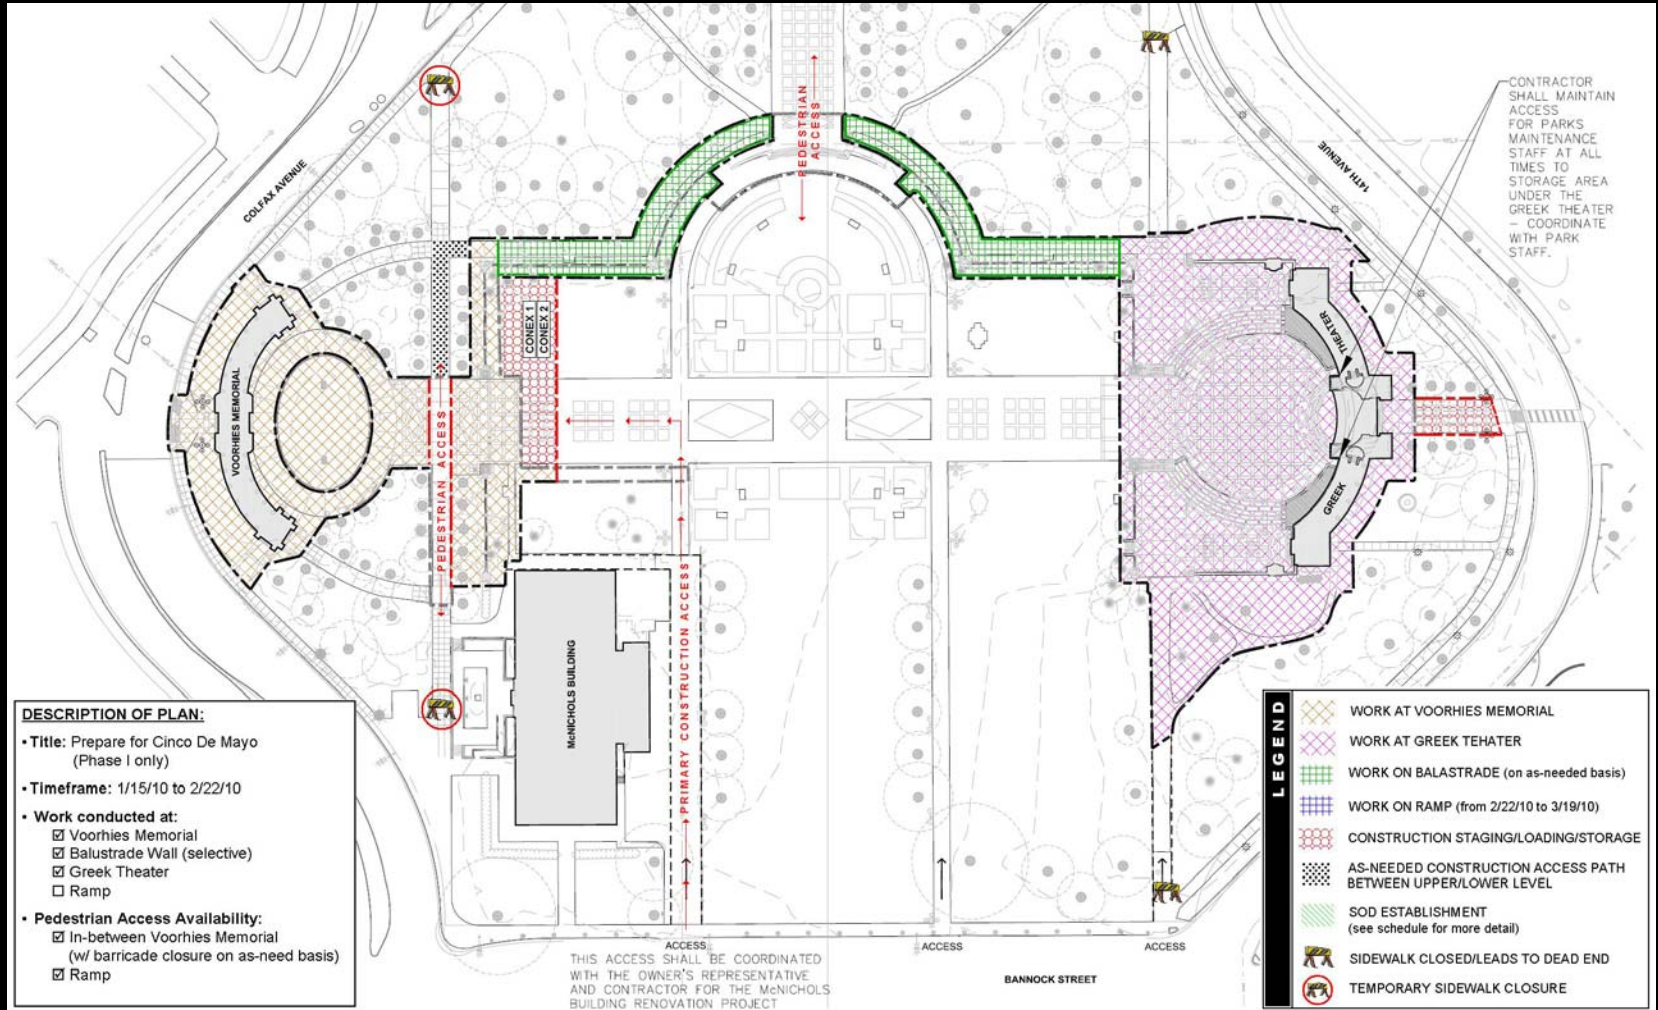 CONTRACTOR
SHALL MAINTAIN
ACCESS
FOR PARKS
MAINTENANCE
STAFF AT ALL
TIMES TO
STORAGE AREA
UNDER THE
GREEK THEATER
– COORDINATE
WITH PARK
STAFF.
COLFAX AVENUE
14TH AVENUE
PEDESTRIAN
ACCESS
CONEX 1
CONEX 2
VOORHIES MEMORIAL
PEDESTRIAN ACCESS
THEATER
GREEK
McNICHOLS BUILDING
PRIMARY CONSTRUCTION ACCESS
ACCESS
ACCESS
ACCESS
THIS ACCESS SHALL BE COORDINATED
WITH THE OWNER'S REPRESENTATIVE
AND CONTRACTOR FOR THE McNICHOLS
BUILDING RENOVATION PROJECT
BANNOCK STREET
DESCRIPTION OF PLAN:
• Title: Prepare for Cinco De Mayo
(Phase I only)
• Timeframe: 1/15/10 to 2/22/10
• Work conducted at:
☑ Voorhies Memorial
☑ Balustrade Wall (selective)
☑ Greek Theater
☐ Ramp
• Pedestrian Access Availability:
☑ In-between Voorhies Memorial
(w/ barricade closure on as-need basis)
☑ Ramp
LEGEND
WORK AT VOORHIES MEMORIAL
WORK AT GREEK TEHATER
WORK ON BALASTRADE (on as-needed basis)
WORK ON RAMP (from 2/22/10 to 3/19/10)
CONSTRUCTION STAGING/LOADING/STORAGE
AS-NEEDED CONSTRUCTION ACCESS PATH
BETWEEN UPPER/LOWER LEVEL
SOD ESTABLISHMENT
(see schedule for more detail)
SIDEWALK CLOSED/LEADS TO DEAD END
TEMPORARY SIDEWALK CLOSURE